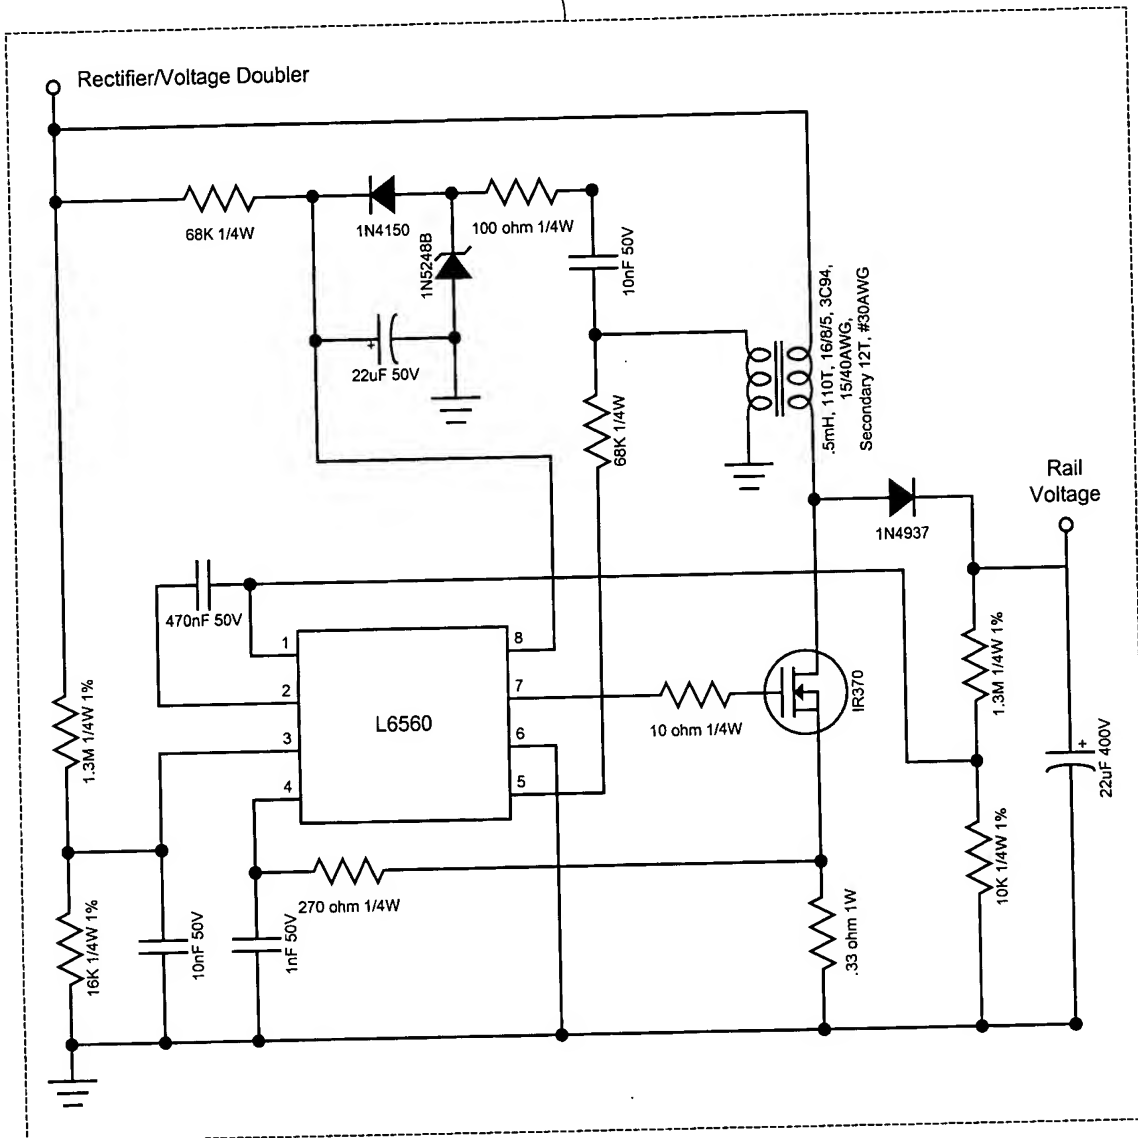 Rectifier/Voltage Doubler
68K 1/4W
1N4150
100 ohm 1/4W
1N5248B
10nF 50V
+
22uF 50V
68K 1/4W
.5mH, 110T, 16/8/5, 3C94,
15/40AWG,
Secondary 12T, #30AWG
Rail
Voltage
1N4937
470nF 50V
1
2
3
4
8
7
6
5
L6560
10 ohm 1/4W
IR370
1.3M 1/4W 1%
1.3M 1/4W 1%
+
22uF 400V
270 ohm 1/4W
16K 1/4W 1%
10nF 50V
1nF 50V
.33 ohm 1W
10K 1/4W 1%